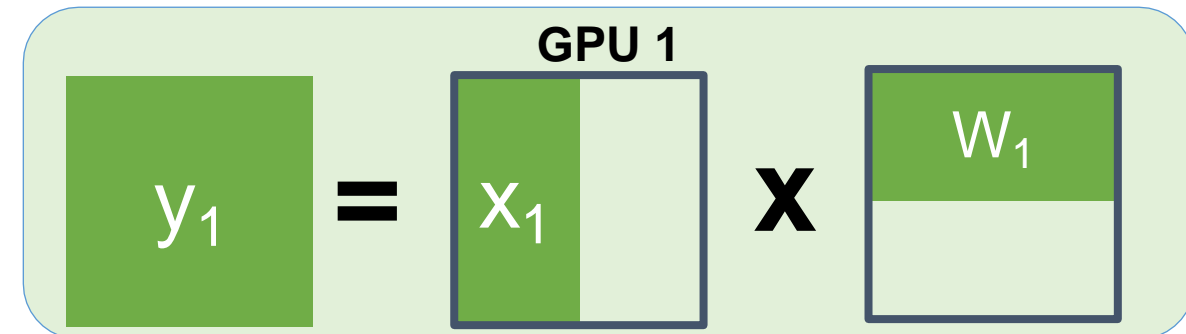 GPU 1
y₁ = x₁ x W₁